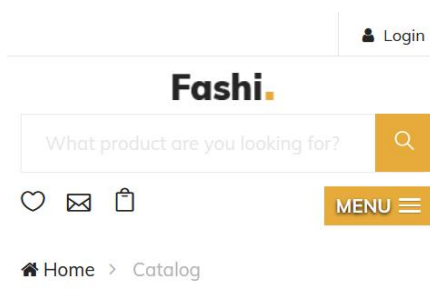 Login
Fashi.
What product are you looking for?
MENU
Home > Catalog